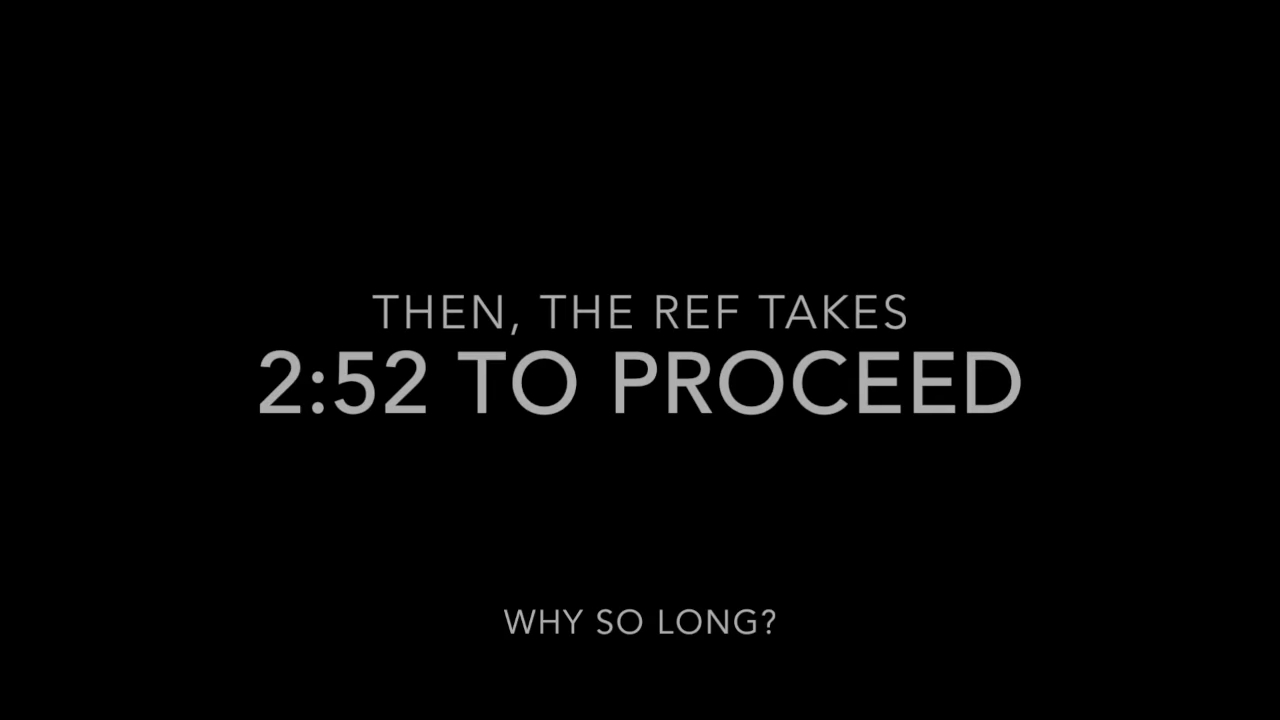 THEN, THE REF TAKES
2:52 TO PROCEED
WHY SO LONG?